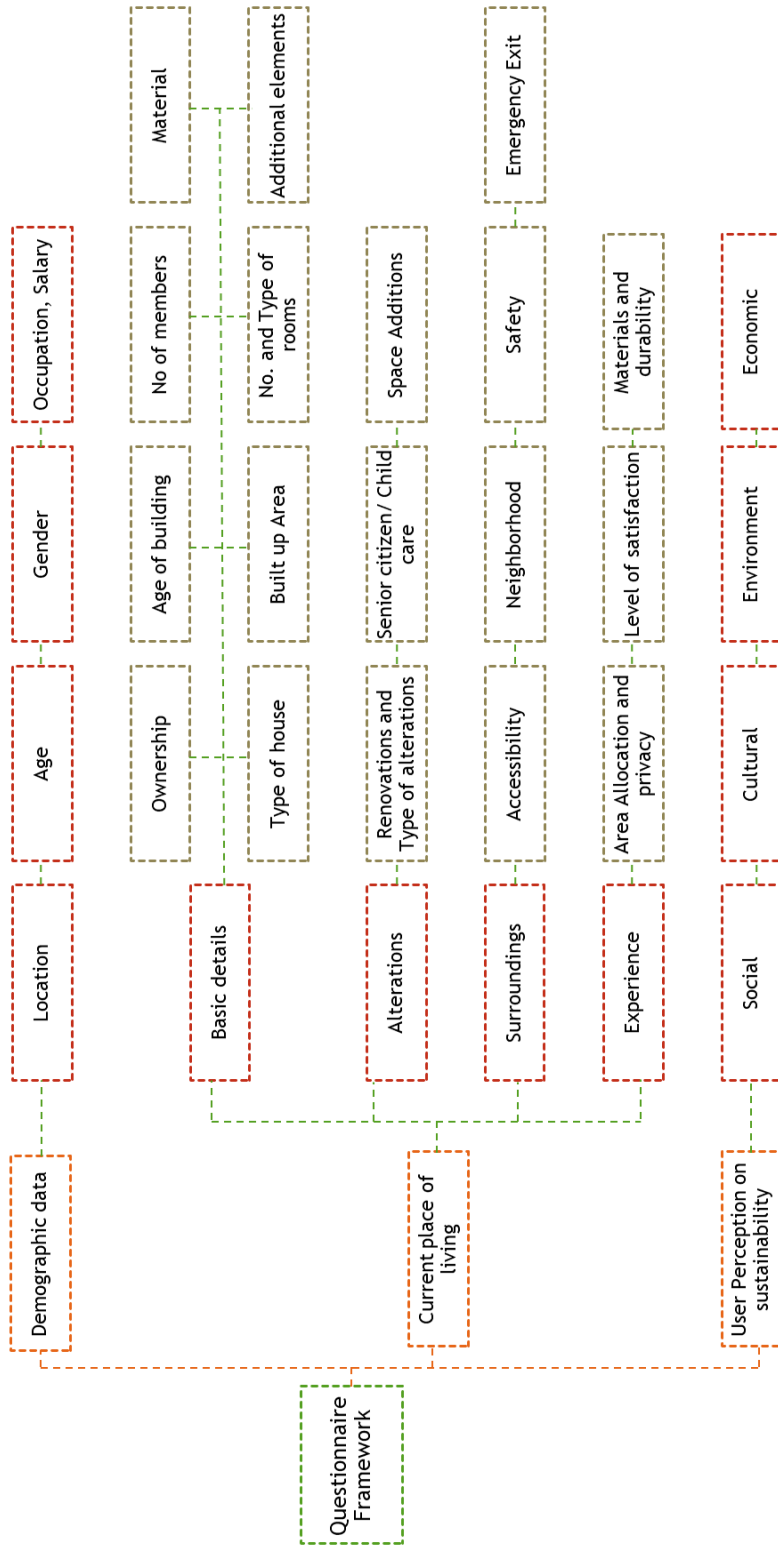 Questionnaire
Framework
Demographic data
Location
Age
Gender
Occupation, Salary
Current place of
living
Basic details
Ownership
Age of building
No of members
Material
Type of house
Built up Area
No. and Type of
rooms
Additional elements
Alterations
Renovations and
Type of alterations
Senior citizen/ Child
care
Space Additions
Surroundings
Accessibility
Neighborhood
Safety
Emergency Exit
Experience
Area Allocation and
privacy
Level of satisfaction
Materials and
durability
User Perception on
sustainability
Social
Cultural
Environment
Economic